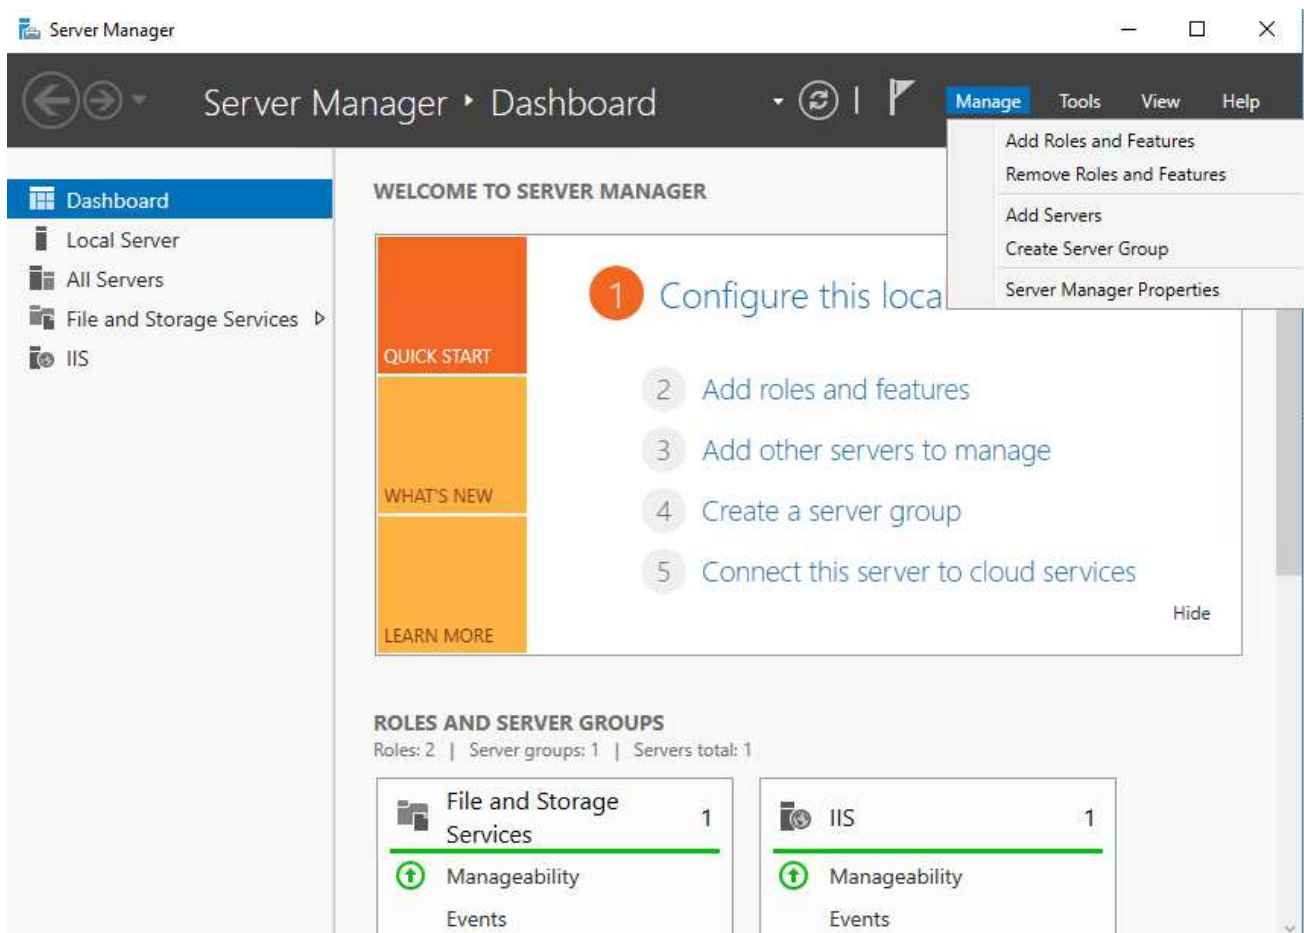 Server Manager
Server Manager ‣ Dashboard
Manage Tools View Help
Add Roles and Features
Remove Roles and Features
Add Servers
Create Server Group
Server Manager Properties
Dashboard
Local Server
All Servers
File and Storage Services
IIS
WELCOME TO SERVER MANAGER
QUICK START
WHAT'S NEW
LEARN MORE
1 Configure this loca
2 Add roles and features
3 Add other servers to manage
4 Create a server group
5 Connect this server to cloud services
Hide
ROLES AND SERVER GROUPS
Roles: 2 | Server groups: 1 | Servers total: 1
File and Storage
Services 1
Manageability
Events
IIS 1
Manageability
Events